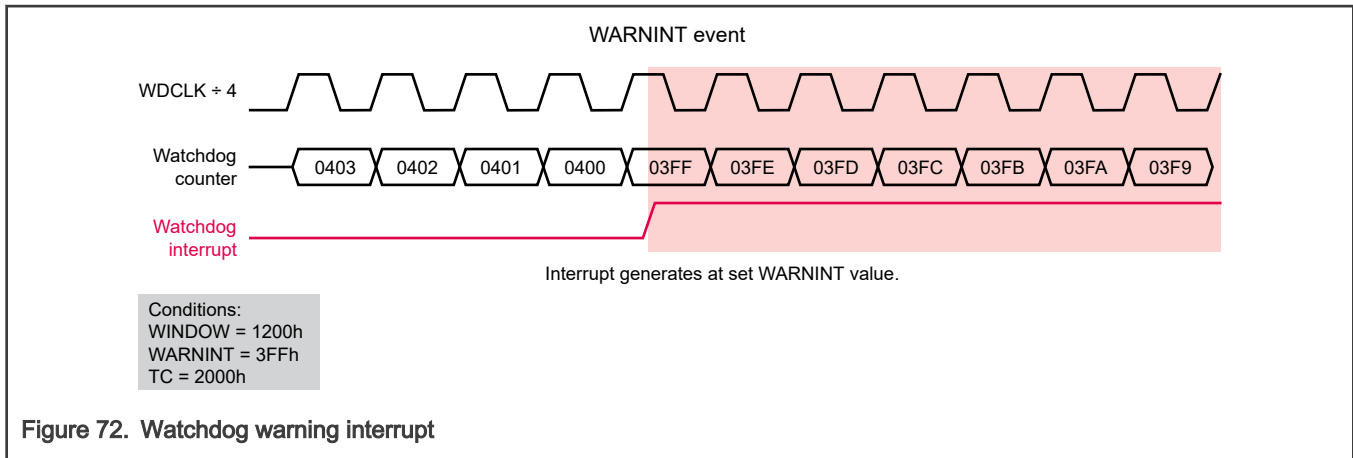 WARNINT event
WDCLK ÷ 4
Watchdog
counter
0403 0402 0401 0400 03FF 03FE 03FD 03FC 03FB 03FA 03F9
Watchdog
interrupt
Interrupt generates at set WARNINT value.
Conditions:
WINDOW = 1200h
WARNINT = 3FFh
TC = 2000h
Figure 72. Watchdog warning interrupt